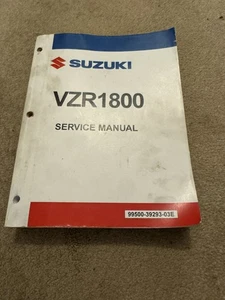 SUZUKI
VZR1800
SERVICE MANUAL
99500-39293-03E